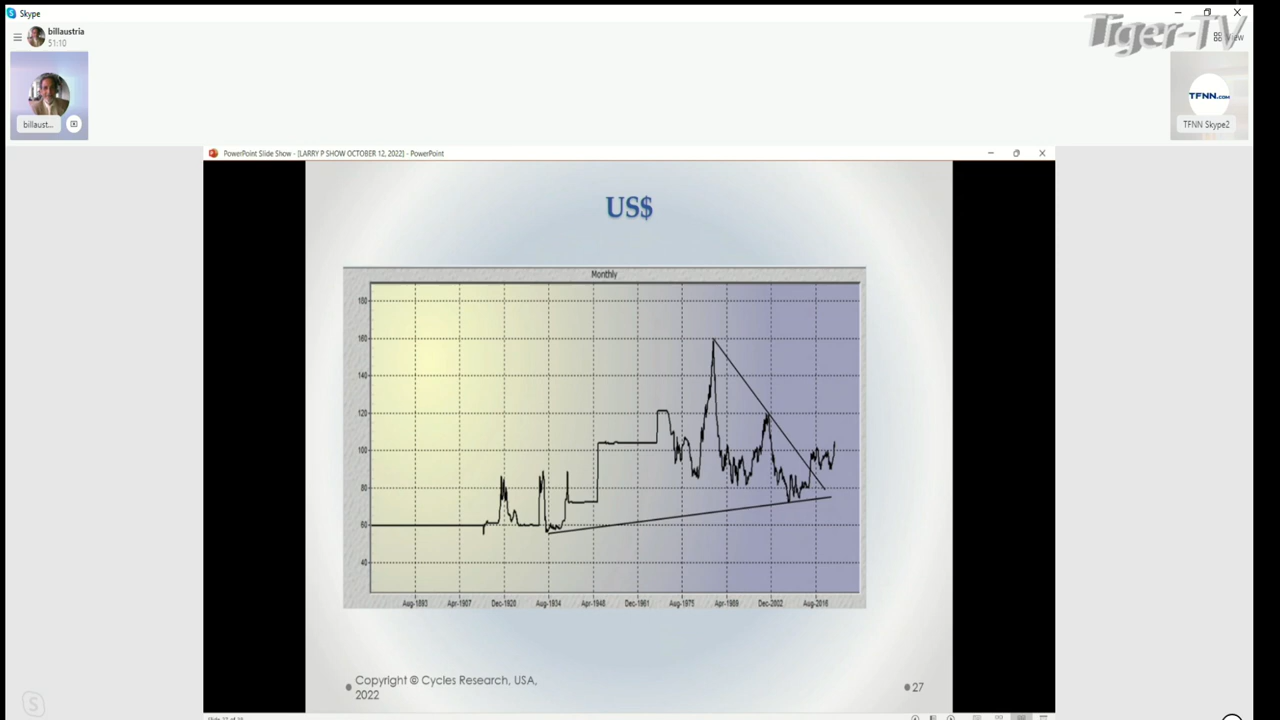 Skype
Tiger-TV
billaustria
51:10
View
billaust...
TFNN.COM
TFNN Skype2
PowerPoint Slide Show - [LARRY P SHOW OCTOBER 12, 2022] - PowerPoint
US$
Monthly
180
160
140
120
100
80
60
40
Aug-1893 Apr-1907 Dec-1920 Aug-1934 Apr-1948 Dec-1961 Aug-1975 Apr-1989 Dec-2002 Aug-2016
Copyright © Cycles Research, USA,
2022
27